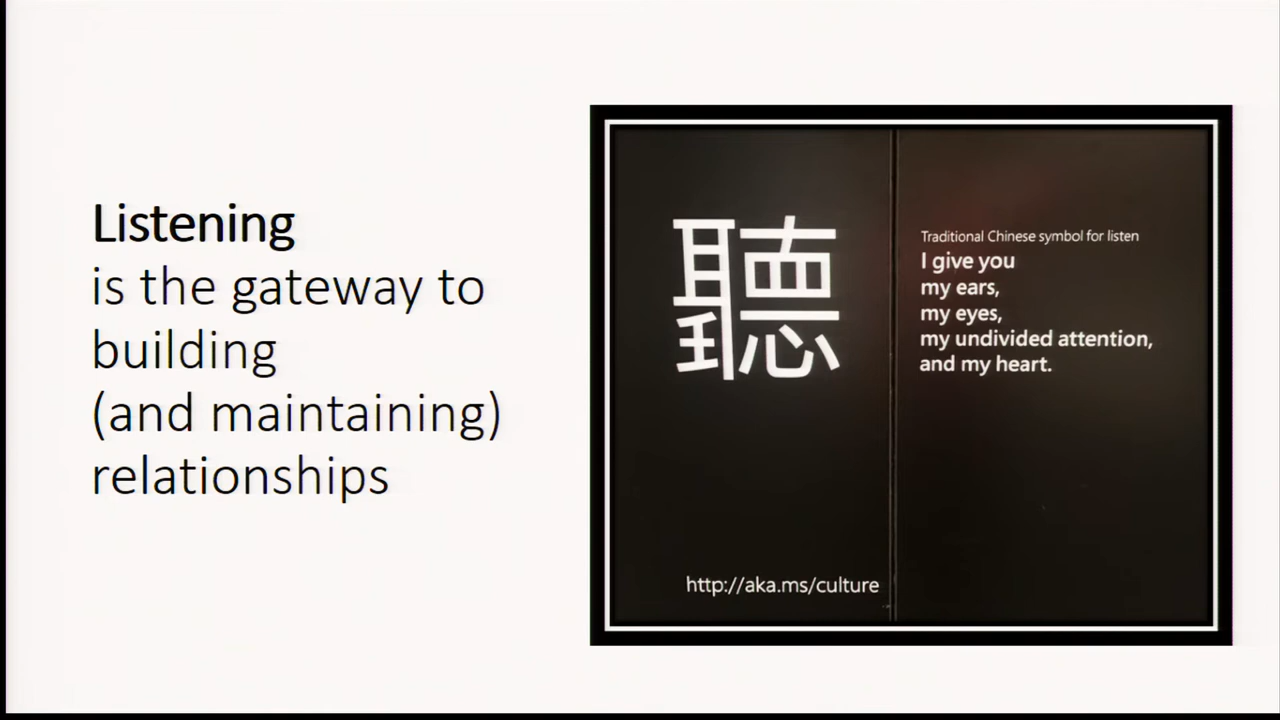 Listening
is the gateway to
building
(and maintaining)
relationships
聽
Traditional Chinese symbol for listen
I give you
my ears,
my eyes,
my undivided attention,
and my heart.
http://aka.ms/culture